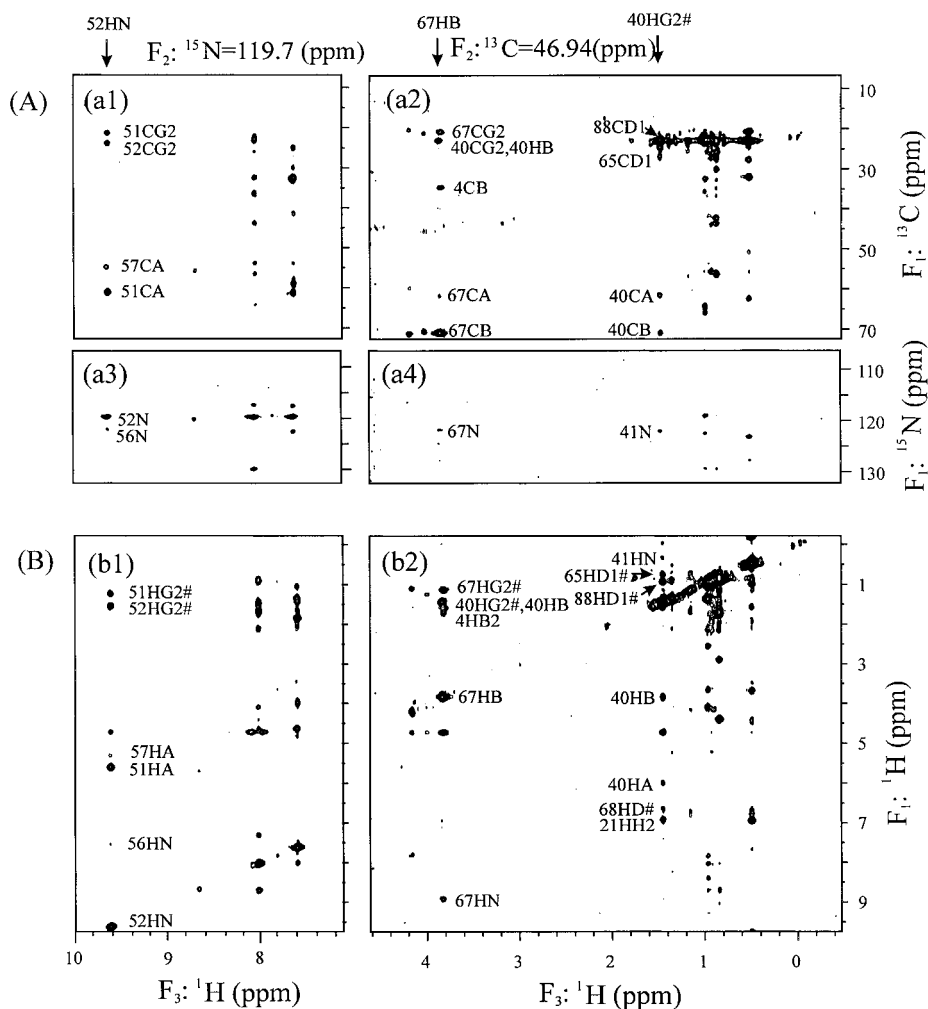 52HN
67HB
40HG2#
F2: 15N=119.7 (ppm)
F2: 13C=46.94(ppm)
(A)
(a1)
51CG2
52CG2
57CA
51CA
(a2)
67CG2
40CG2,40HB
4CB
67CA
67CB
88CD1
65CD1
40CA
40CB
10
30
50
70
F1: 13C (ppm)
(a3)
52N
56N
(a4)
67N
41N
110
120
130
F1: 15N (ppm)
(B)
(b1)
51HG2#
52HG2#
57HA
51HA
56HN
52HN
(b2)
67HG2#
40HG2#,40HB
4HB2
67HB
67HN
41HN
65HD1#
88HD1#
40HB
40HA
68HD#
21HH2
1
3
5
7
9
F1: 1H (ppm)
10
8
4
3
2
1
0
F3: 1H (ppm)
F3: 1H (ppm)